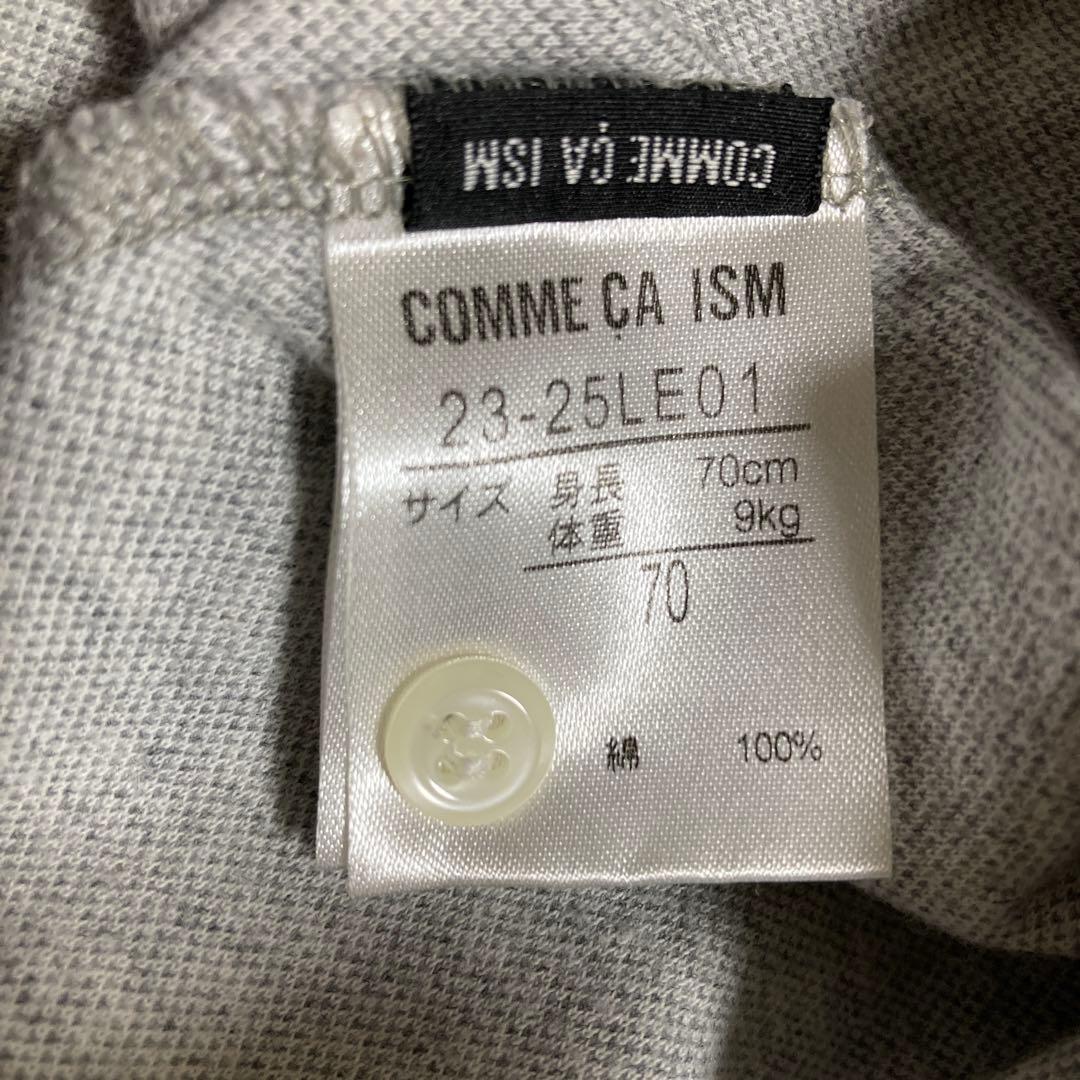 COMME ÇA ISM
COMME ÇA ISM
23-25LE01
サイズ 身長 70cm
体重 9kg
70
綿 100%